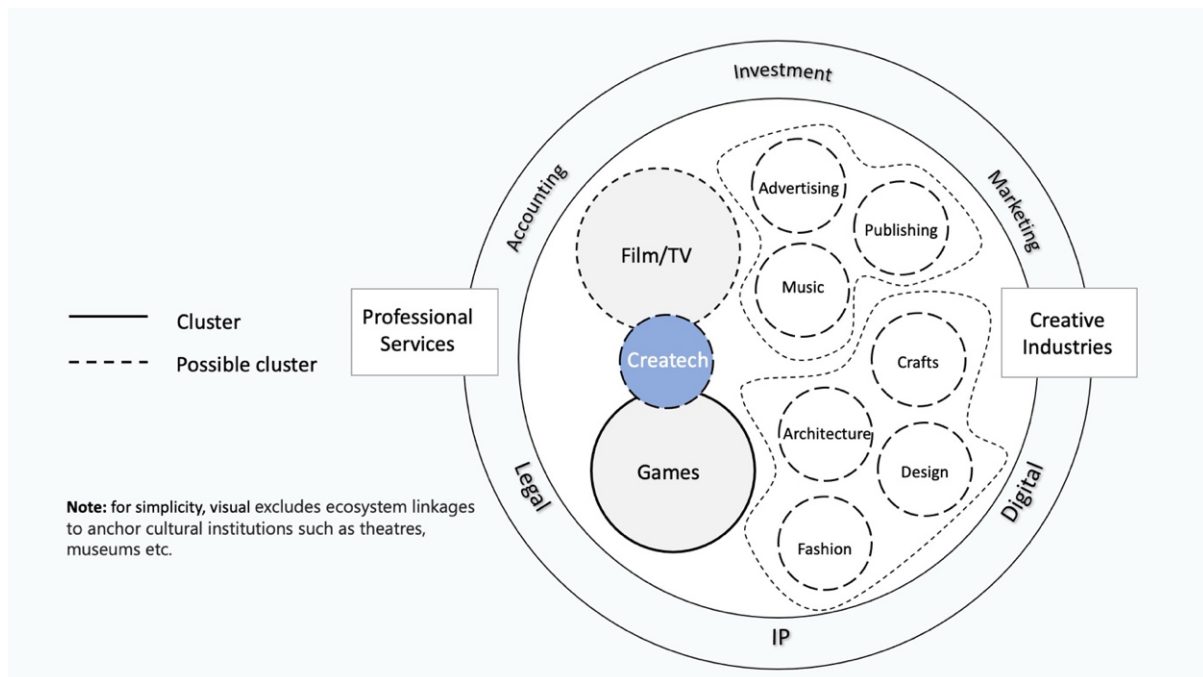 Investment
Accounting
Marketing
Advertising
Publishing
Film/TV
Music
Professional
Services
Cluster
Possible cluster
Createch
Creative
Industries
Crafts
Architecture
Games
Design
Legal
Digital
Note: for simplicity, visual excludes ecosystem linkages
to anchor cultural institutions such as theatres,
museums etc.
Fashion
IP